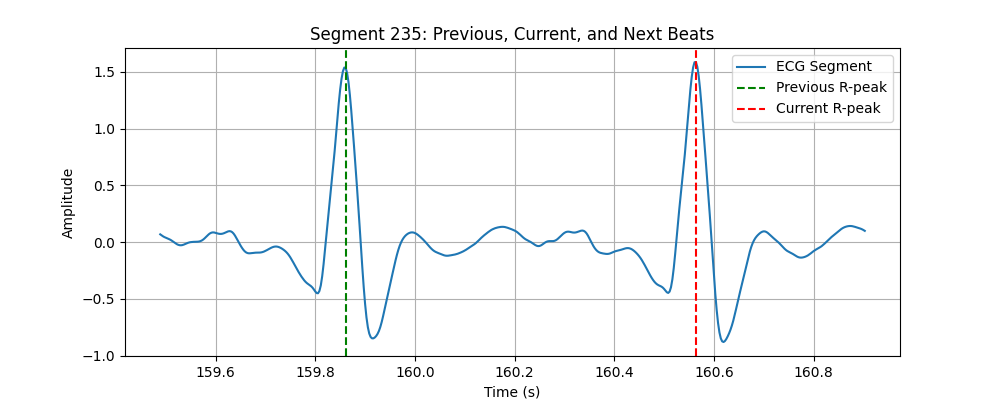 Segment 235: Previous, Current, and Next Beats
ECG Segment
Previous R-peak
Current R-peak
Amplitude
1.5
1.0
0.5
0.0
−0.5
−1.0
159.6 159.8 160.0 160.2 160.4 160.6 160.8
Time (s)